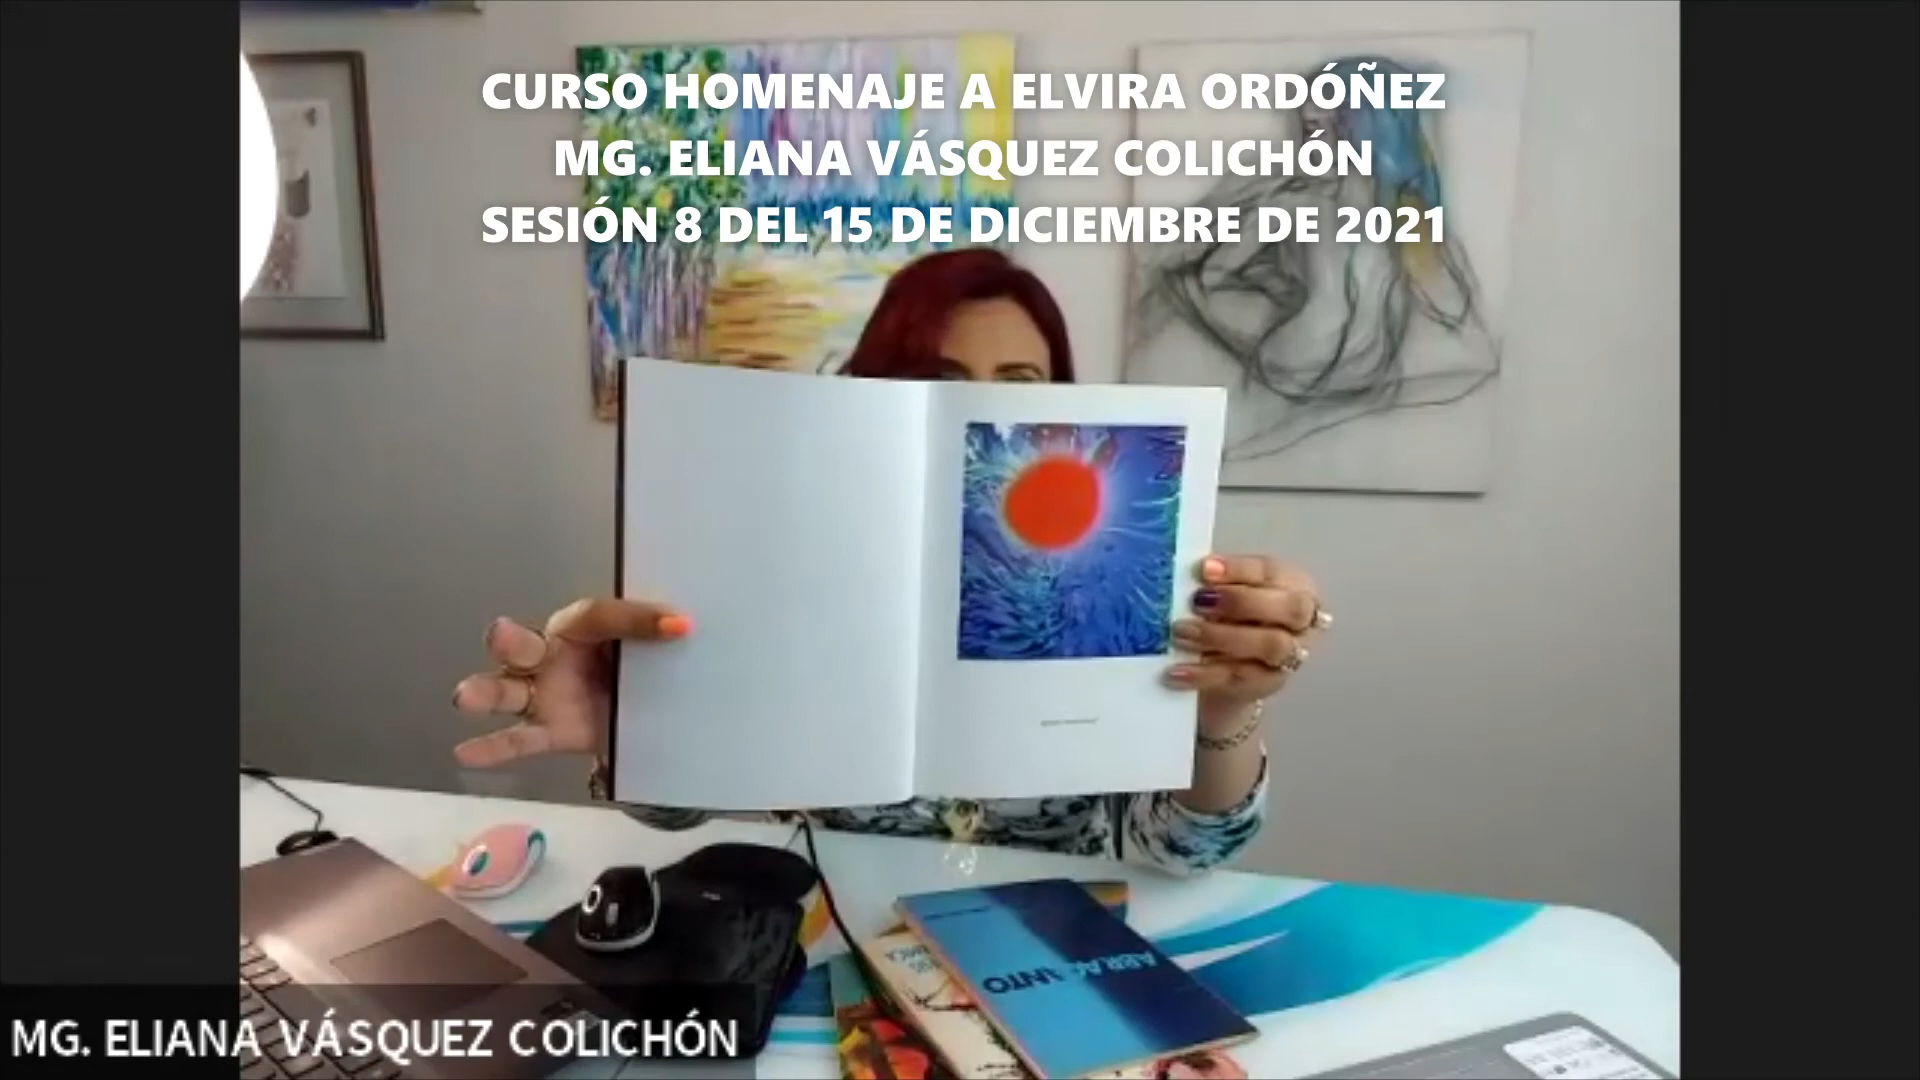 CURSO HOMENAJE A ELVIRA ORDÓÑEZ
MG. ELIANA VÁSQUEZ COLICHÓN
SESIÓN 8 DEL 15 DE DICIEMBRE DE 2021
MG. ELIANA VÁSQUEZ COLICHÓN